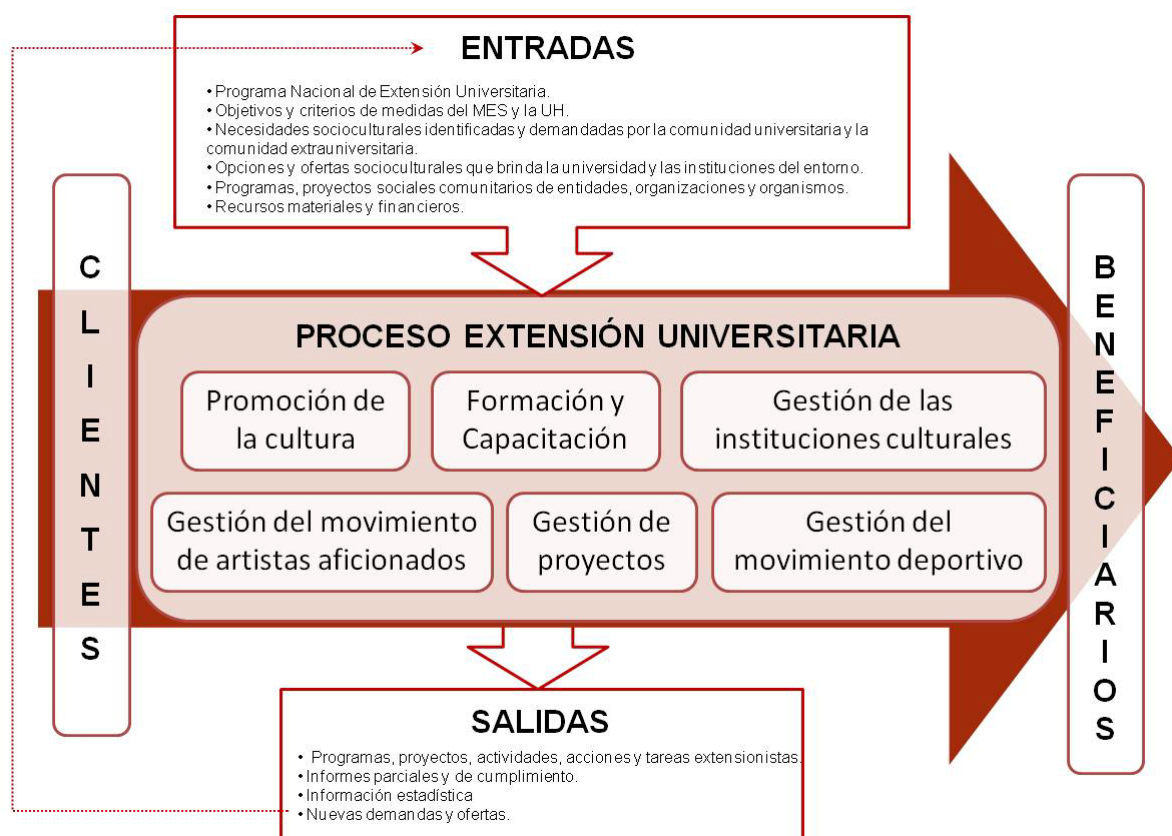 ENTRADAS
• Programa Nacional de Extensión Universitaria.
• Objetivos y criterios de medidas del MES y la UH.
• Necesidades socioculturales identificadas y demandadas por la comunidad universitaria y la
comunidad extrauniversitaria.
• Opciones y ofertas socioculturales que brinda la universidad y las instituciones del entorno.
• Programas, proyectos sociales comunitarios de entidades, organizaciones y organismos.
• Recursos materiales y financieros.
CLIENTES
PROCESO EXTENSIÓN UNIVERSITARIA
Promoción de
la cultura
Formación y
Capacitación
Gestión de las
instituciones culturales
Gestión del movimiento
de artistas aficionados
Gestión de
proyectos
Gestión del
movimiento deportivo
BENEFICIARIOS
SALIDAS
• Programas, proyectos, actividades, acciones y tareas extensionistas.
• Informes parciales y de cumplimiento.
• Información estadística
• Nuevas demandas y ofertas.